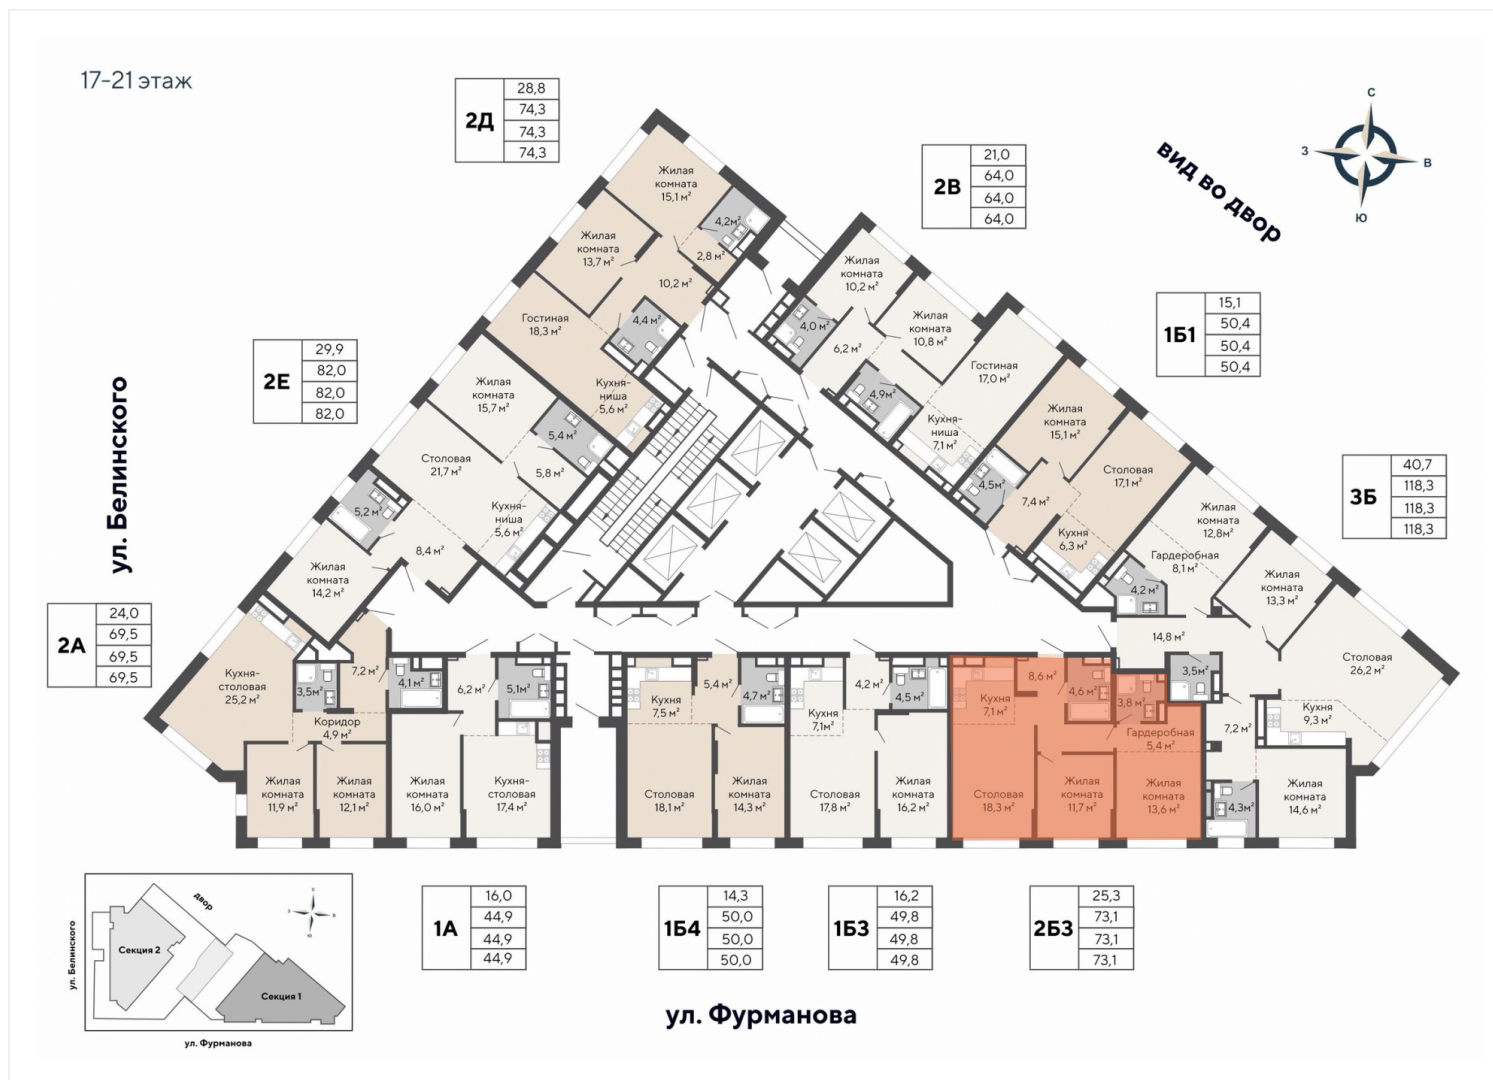 17–21 этаж
2Д
28,8
74,3
74,3
74,3
2В
21,0
64,0
64,0
64,0
вид во двор
С
З
В
Ю
2Е
29,9
82,0
82,0
82,0
1Б1
15,1
50,4
50,4
50,4
3Б
40,7
118,3
118,3
118,3
2А
24,0
69,5
69,5
69,5
ул. Белинского
Жилая
комната
15,1 м²
4,2м²
2,8 м²
Жилая
комната
13,7 м²
10,2 м²
Гостиная
18,3 м²
4,4 м²
Кухня-
ниша
5,6 м²
Жилая
комната
15,7 м²
5,4 м²
5,8 м²
Столовая
21,7 м²
Кухня-
ниша
5,6 м²
5,2 м²
8,4 м²
Жилая
комната
14,2 м²
Жилая
комната
10,2 м²
4,0 м²
6,2 м²
Жилая
комната
10,8 м²
Гостиная
17,0 м²
4,9м²
Кухня-
ниша
7,1 м²
Жилая
комната
15,1 м²
Столовая
17,1 м²
4,5м²
7,4 м²
Кухня
6,3 м²
Жилая
комната
12,8м²
Гардеробная
8,1 м²
4,2 м²
Жилая
комната
13,3 м²
14,8 м²
3,5м²
Столовая
26,2 м²
Кухня
9,3 м²
7,2 м²
4,3м²
Жилая
комната
14,6 м²
Кухня-
столовая
25,2 м²
3,5м²
7,2 м²
Коридор
4,9 м²
Жилая
комната
11,9 м²
Жилая
комната
12,1 м²
4,1 м²
6,2 м²
5,1м²
Жилая
комната
16,0 м²
Кухня-
столовая
17,4 м²
Кухня
7,5 м²
5,4 м²
4,7 м²
Столовая
18,1 м²
Жилая
комната
14,3 м²
Кухня
7,1м²
4,2 м²
4,5 м²
Столовая
17,8 м²
Жилая
комната
16,2 м²
Кухня
7,1 м²
8,6 м²
4,6 м²
3,8 м²
Гардеробная
5,4 м²
Столовая
18,3 м²
Жилая
комната
11,7 м²
Жилая
комната
13,6 м²
1А
16,0
44,9
44,9
44,9
1Б4
14,3
50,0
50,0
50,0
1Б3
16,2
49,8
49,8
49,8
2Б3
25,3
73,1
73,1
73,1
ул. Фурманова
двор
ул. Белинского
Секция 2
Секция 1
С
З
В
Ю
ул. Фурманова